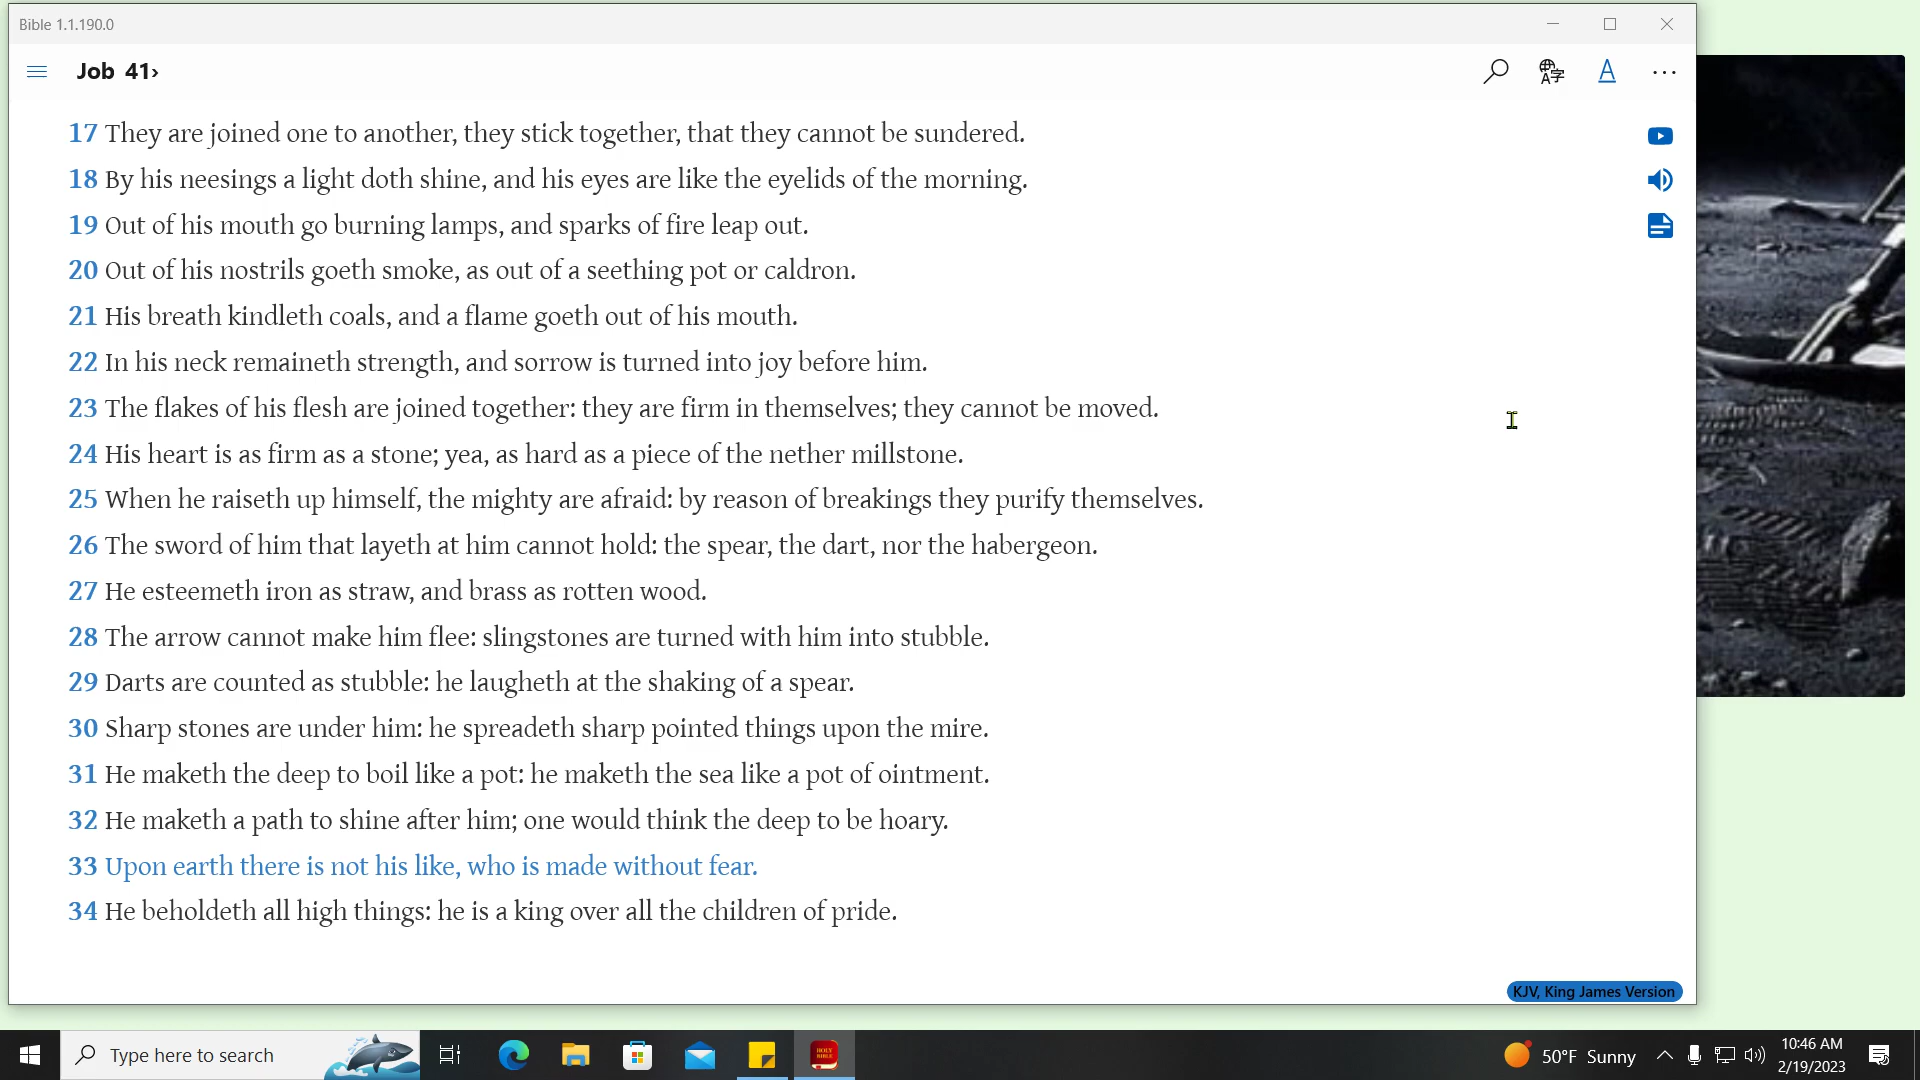 Bible 1.1.190.0
Job 41›
17 They are joined one to another, they stick together, that they cannot be sundered.
18 By his neesings a light doth shine, and his eyes are like the eyelids of the morning.
19 Out of his mouth go burning lamps, and sparks of fire leap out.
20 Out of his nostrils goeth smoke, as out of a seething pot or caldron.
21 His breath kindleth coals, and a flame goeth out of his mouth.
22 In his neck remaineth strength, and sorrow is turned into joy before him.
23 The flakes of his flesh are joined together: they are firm in themselves; they cannot be moved.
24 His heart is as firm as a stone; yea, as hard as a piece of the nether millstone.
25 When he raiseth up himself, the mighty are afraid: by reason of breakings they purify themselves.
26 The sword of him that layeth at him cannot hold: the spear, the dart, nor the habergeon.
27 He esteemeth iron as straw, and brass as rotten wood.
28 The arrow cannot make him flee: slingstones are turned with him into stubble.
29 Darts are counted as stubble: he laugheth at the shaking of a spear.
30 Sharp stones are under him: he spreadeth sharp pointed things upon the mire.
31 He maketh the deep to boil like a pot: he maketh the sea like a pot of ointment.
32 He maketh a path to shine after him; one would think the deep to be hoary.
33 Upon earth there is not his like, who is made without fear.
34 He beholdeth all high things: he is a king over all the children of pride.
KJV, King James Version
Type here to search
HOLY BIBLE
50°F Sunny
10:46 AM
2/19/2023